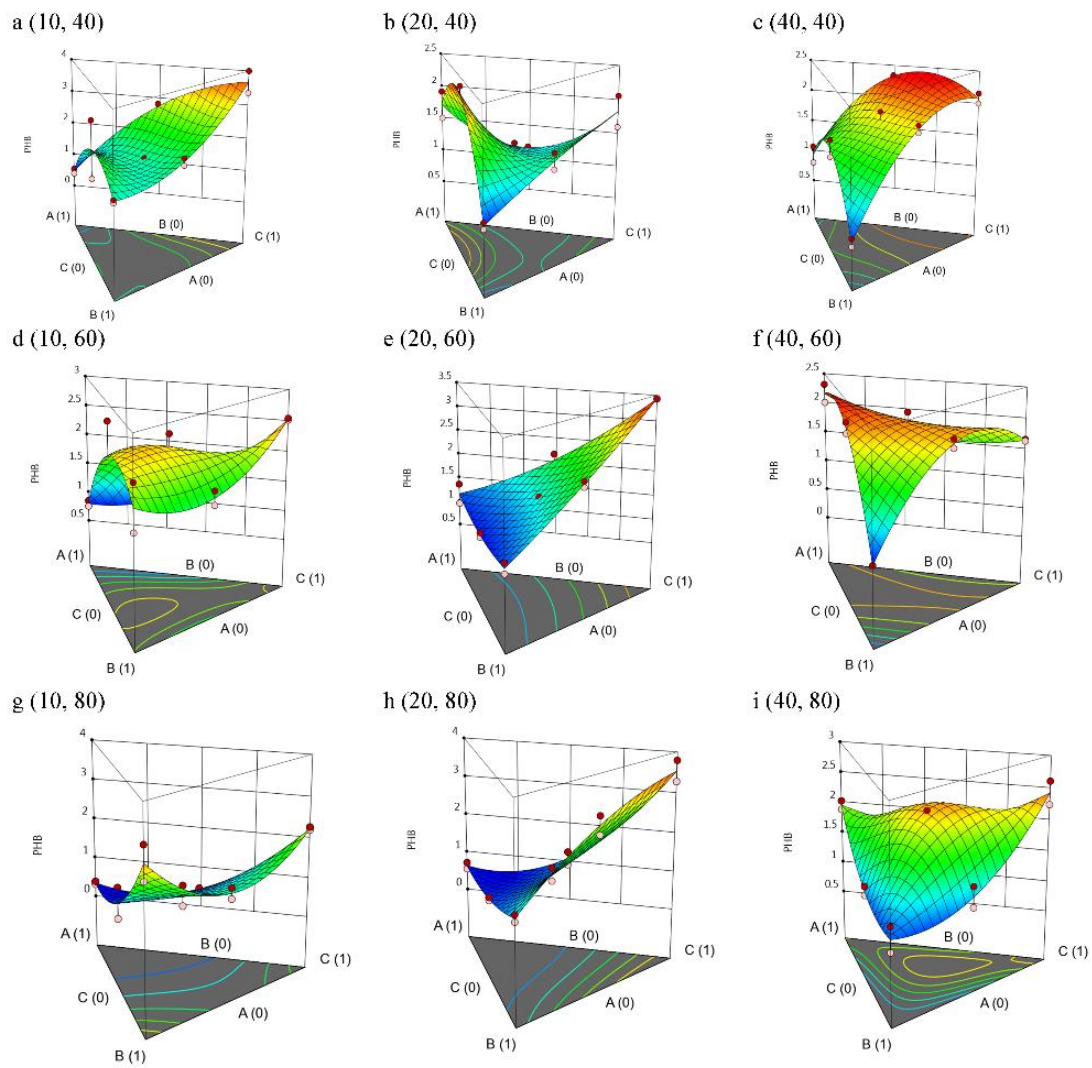 a (10, 40)
4
3
2
1
0
PHB
A (1)
B (0)
C (1)
C (0)
A (0)
B (1)
b (20, 40)
2.5
2
1.5
1
0.5
PHB
A (1)
B (0)
C (1)
C (0)
A (0)
B (1)
c (40, 40)
2.5
2
1.5
1
0.5
PHB
A (1)
B (0)
C (1)
C (0)
A (0)
B (1)
d (10, 60)
3
2.5
2
1.5
1
0.5
PHB
A (1)
B (0)
C (1)
C (0)
A (0)
B (1)
e (20, 60)
3.5
3
2.5
2
1.5
1
0.5
PHB
A (1)
B (0)
C (1)
C (0)
A (0)
B (1)
f (40, 60)
2.5
2
1.5
1
0.5
0
PHB
A (1)
B (0)
C (1)
C (0)
A (0)
B (1)
g (10, 80)
4
3
2
1
0
PHB
A (1)
B (0)
C (1)
C (0)
A (0)
B (1)
h (20, 80)
4
3
2
1
0
PHB
A (1)
B (0)
C (1)
C (0)
A (0)
B (1)
i (40, 80)
3
2.5
2
1.5
1
0.5
PHB
A (1)
B (0)
C (1)
C (0)
A (0)
B (1)